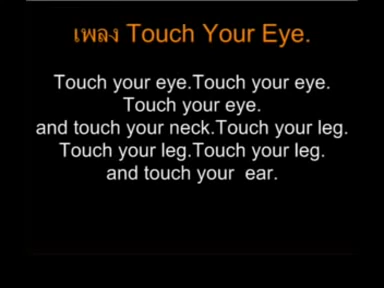 เพลง Touch Your Eye.
Touch your eye.Touch your eye.
Touch your eye.
and touch your neck.Touch your leg.
Touch your leg.Touch your leg.
and touch your  ear.